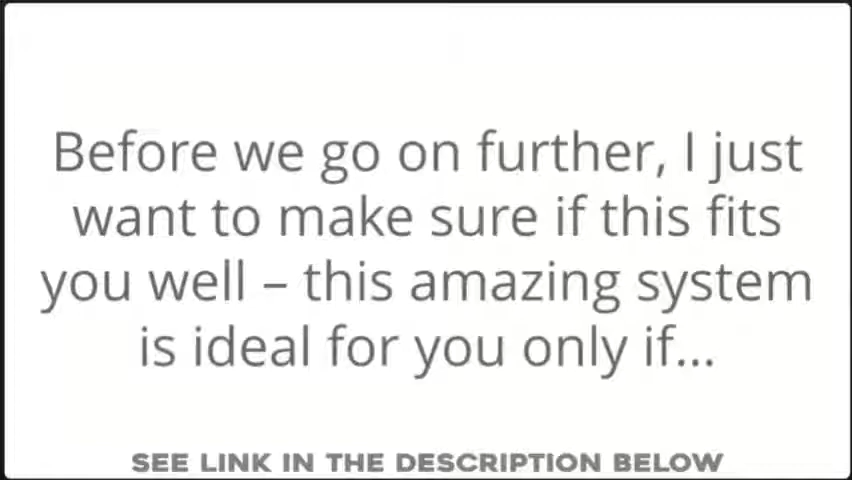 Before we go on further, I just
want to make sure if this fits
you well – this amazing system
is ideal for you only if...
SEE LINK IN THE DESCRIPTION BELOW